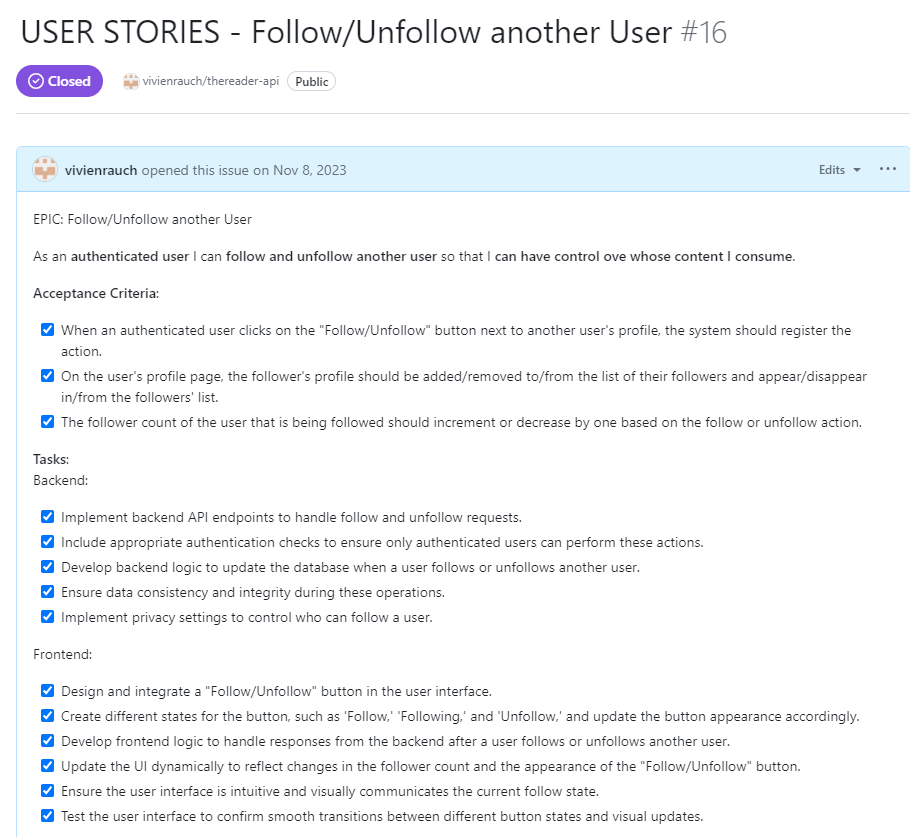 USER STORIES - Follow/Unfollow another User #16
Closed vivienrauch/thereader-api Public
vivienrauch opened this issue on Nov 8, 2023 Edits ···
EPIC: Follow/Unfollow another User
As an authenticated user I can follow and unfollow another user so that I can have control ove whose content I consume.
Acceptance Criteria:
When an authenticated user clicks on the "Follow/Unfollow" button next to another user's profile, the system should register the
action.
On the user's profile page, the follower's profile should be added/removed to/from the list of their followers and appear/disappear
in/from the followers' list.
The follower count of the user that is being followed should increment or decrease by one based on the follow or unfollow action.
Tasks:
Backend:
Implement backend API endpoints to handle follow and unfollow requests.
Include appropriate authentication checks to ensure only authenticated users can perform these actions.
Develop backend logic to update the database when a user follows or unfollows another user.
Ensure data consistency and integrity during these operations.
Implement privacy settings to control who can follow a user.
Frontend:
Design and integrate a "Follow/Unfollow" button in the user interface.
Create different states for the button, such as 'Follow,' 'Following,' and 'Unfollow,' and update the button appearance accordingly.
Develop frontend logic to handle responses from the backend after a user follows or unfollows another user.
Update the UI dynamically to reflect changes in the follower count and the appearance of the "Follow/Unfollow" button.
Ensure the user interface is intuitive and visually communicates the current follow state.
Test the user interface to confirm smooth transitions between different button states and visual updates.